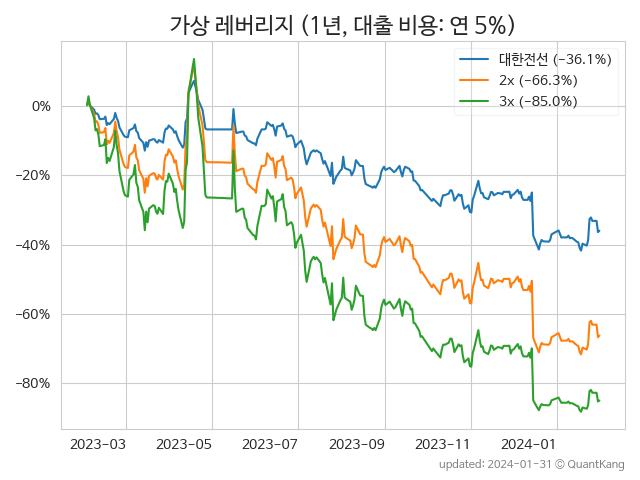 가상 레버리지 (1년, 대출 비용: 연 5%)
대한전선 (−36.1%)
2x (−66.3%)
3x (−85.0%)
0%
−20%
−40%
−60%
−80%
2023-03 2023-05 2023-07 2023-09 2023-11 2024-01
updated: 2024-01-31 © QuantKang